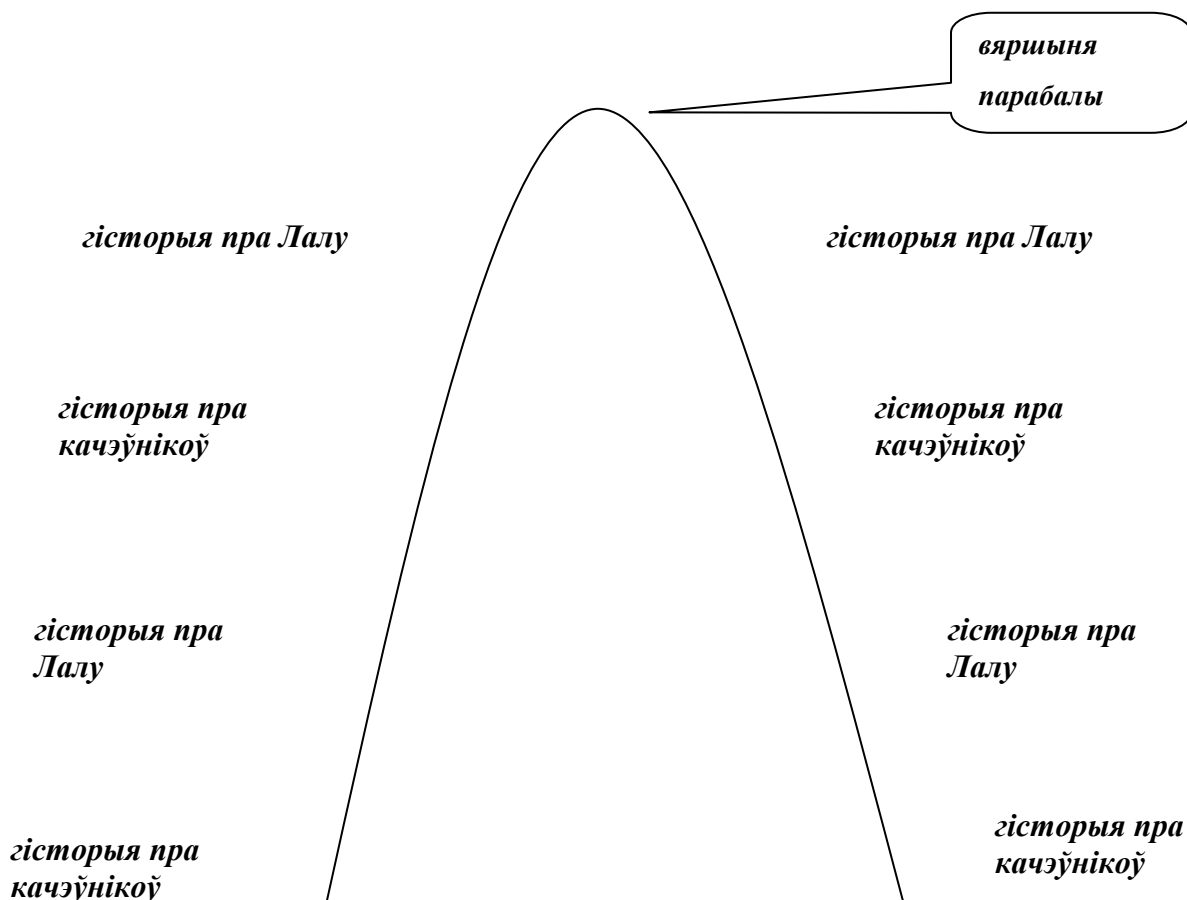 вяршыня
парабалы
гісторыя пра Лалу
гісторыя пра Лалу
гісторыя пра
качэўнікоў
гісторыя пра
качэўнікоў
гісторыя пра
Лалу
гісторыя пра
Лалу
гісторыя пра
качэўнікоў
гісторыя пра
качэўнікоў